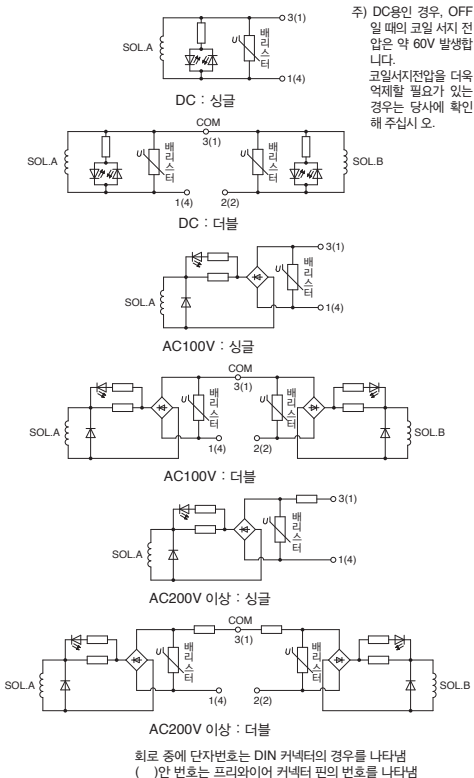 주) DC용인 경우, OFF
일 때의 코일 서지 전
압은 약 60V 발생합
니다.
코일서지전압을 더욱
억제할 필요가 있는
경우는 당사에 확인
해 주십시 오.
SOL.A
U
배리스터
3(1)
1(4)
DC : 싱글
SOL.A
U
배리스터
COM
3(1)
1(4)
2(2)
U
배리스터
SOL.B
DC : 더블
SOL.A
U
배리스터
3(1)
1(4)
AC100V : 싱글
SOL.A
U
배리스터
COM
3(1)
1(4)
2(2)
U
배리스터
SOL.B
AC100V : 더블
SOL.A
U
배리스터
3(1)
1(4)
AC200V 이상 : 싱글
SOL.A
U
배리스터
COM
3(1)
1(4)
2(2)
U
배리스터
SOL.B
AC200V 이상 : 더블
회로 중에 단자번호는 DIN 커넥터의 경우를 나타냄
( )안 번호는 프리와이어 커넥터 핀의 번호를 나타냄